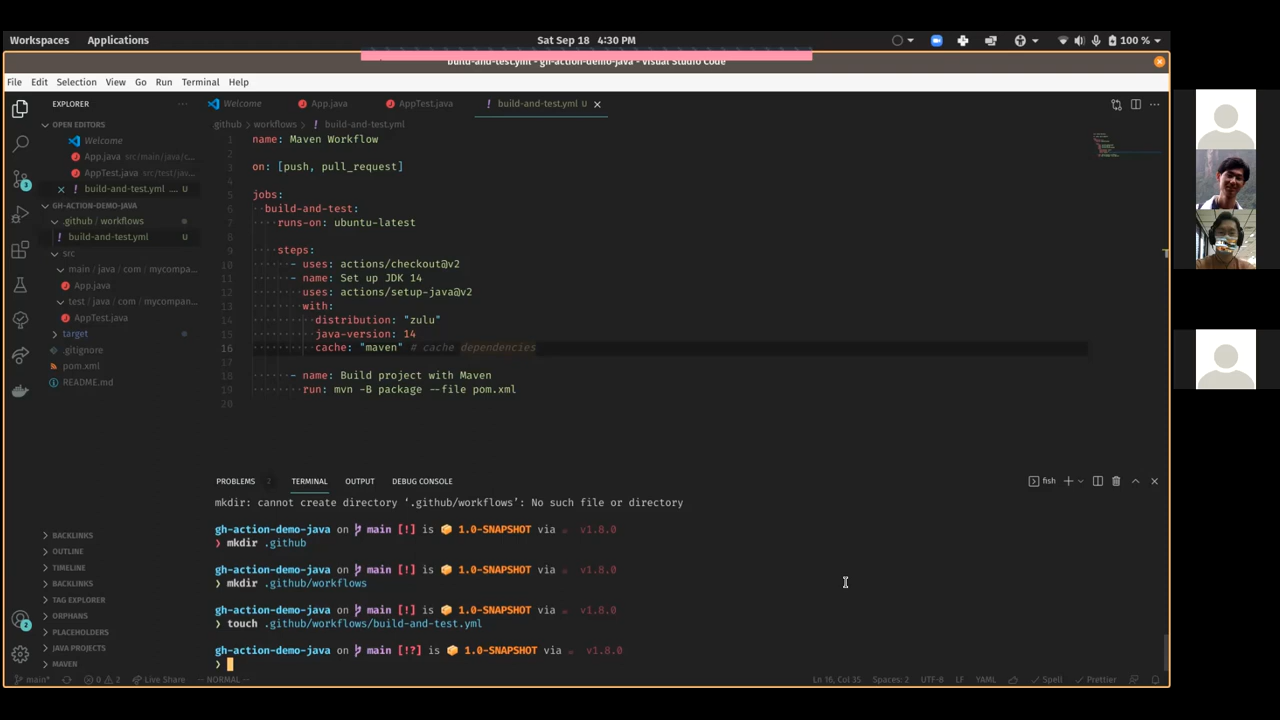 Workspaces Applications Sat Sep 18 4:30 PM 100 %
build-and-test.yml - gh-action-demo-java - Visual Studio Code
File Edit Selection View Go Run Terminal Help
EXPLORER
OPEN EDITORS
Welcome
App.java src/main/java/c...
AppTest.java src/test/jav...
build-and-test.yml .... U
GH-ACTION-DEMO-JAVA
.github / workflows
build-and-test.yml U
src
main / java / com / mycompa...
App.java
test / java / com / mycompan...
AppTest.java
target
.gitignore
pom.xml
README.md
BACKLINKS
OUTLINE
TIMELINE
BACKLINKS
TAG EXPLORER
ORPHANS
PLACEHOLDERS
JAVA PROJECTS
MAVEN
Welcome App.java AppTest.java build-and-test.yml U
.github > workflows > build-and-test.yml
1 name: Maven Workflow
2
3 on: [push, pull_request]
4
5 jobs:
6 build-and-test:
7 runs-on: ubuntu-latest
8
9 steps:
10 - uses: actions/checkout@v2
11 - name: Set up JDK 14
12 uses: actions/setup-java@v2
13 with:
14 distribution: "zulu"
15 java-version: 14
16 cache: "maven" # cache dependencies
18 - name: Build project with Maven
19 run: mvn -B package --file pom.xml
20
PROBLEMS 2 TERMINAL OUTPUT DEBUG CONSOLE fish
mkdir: cannot create directory ‘.github/workflows’: No such file or directory
gh-action-demo-java on main [!] is 1.0-SNAPSHOT via v1.8.0
❯ mkdir .github
gh-action-demo-java on main [!] is 1.0-SNAPSHOT via v1.8.0
❯ mkdir .github/workflows
gh-action-demo-java on main [!] is 1.0-SNAPSHOT via v1.8.0
❯ touch .github/workflows/build-and-test.yml
gh-action-demo-java on main [!?] is 1.0-SNAPSHOT via v1.8.0
❯
main* 0 2 Live Share -- NORMAL -- Ln 16, Col 35 Spaces: 2 UTF-8 LF YAML Spell Prettier